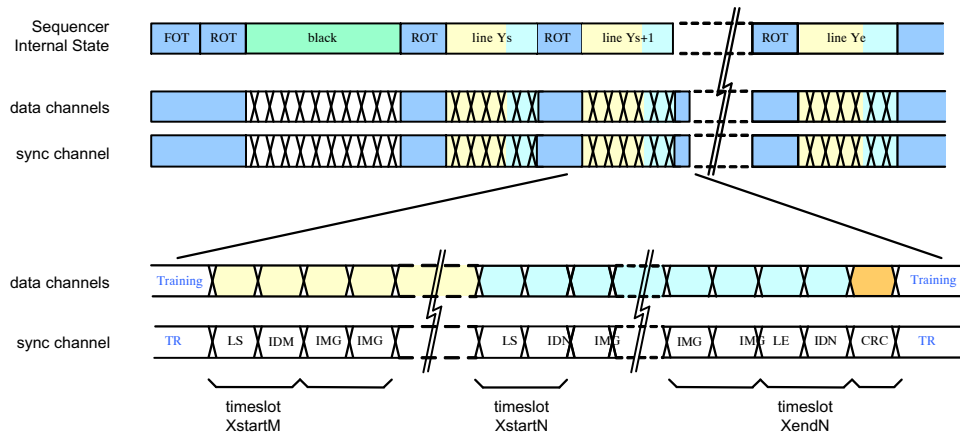 Sequencer
Internal State
FOT ROT black ROT line Ys ROT line Ys+1 ROT line Ye
data channels
sync channel
data channels Training Training
sync channel TR LS IDM IMG IMG LS IDN IMG IMG IMG LE IDN CRC TR
timeslot timeslot timeslot
XstartM XstartN XendN